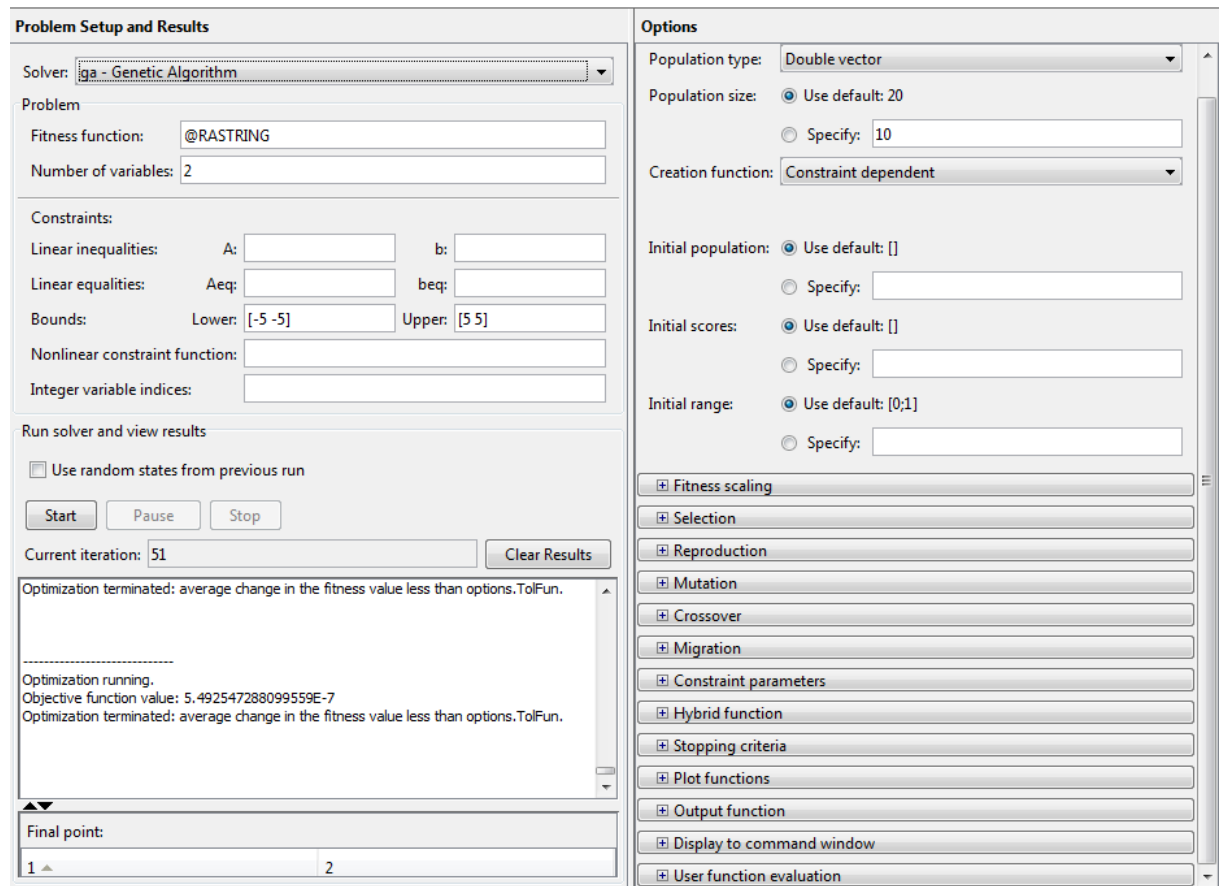 Problem Setup and Results
Solver: ga - Genetic Algorithm
Problem
Fitness function: @RASTRING
Number of variables: 2
Constraints:
Linear inequalities: A: b:
Linear equalities: Aeq: beq:
Bounds: Lower: [-5 -5] Upper: [5 5]
Nonlinear constraint function:
Integer variable indices:
Run solver and view results
Use random states from previous run
Start Pause Stop
Current iteration: 51 Clear Results
Optimization terminated: average change in the fitness value less than options.TolFun.
-----------------------------
Optimization running.
Objective function value: 5.492547288099559E-7
Optimization terminated: average change in the fitness value less than options.TolFun.
Final point:
1 2
Options
Population type: Double vector
Population size: Use default: 20
Specify: 10
Creation function: Constraint dependent
Initial population: Use default: []
Specify:
Initial scores: Use default: []
Specify:
Initial range: Use default: [0;1]
Specify:
Fitness scaling
Selection
Reproduction
Mutation
Crossover
Migration
Constraint parameters
Hybrid function
Stopping criteria
Plot functions
Output function
Display to command window
User function evaluation